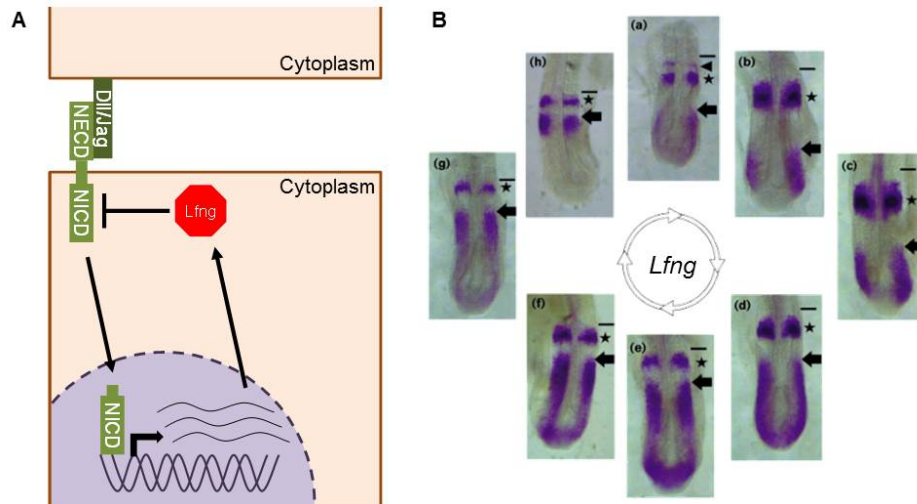 A
Cytoplasm
Dll/Jag
NECD
NICD
Cytoplasm
Lfng
NICD
B
(a)
(b)
(c)
(d)
(e)
(f)
(g)
(h)
Lfng